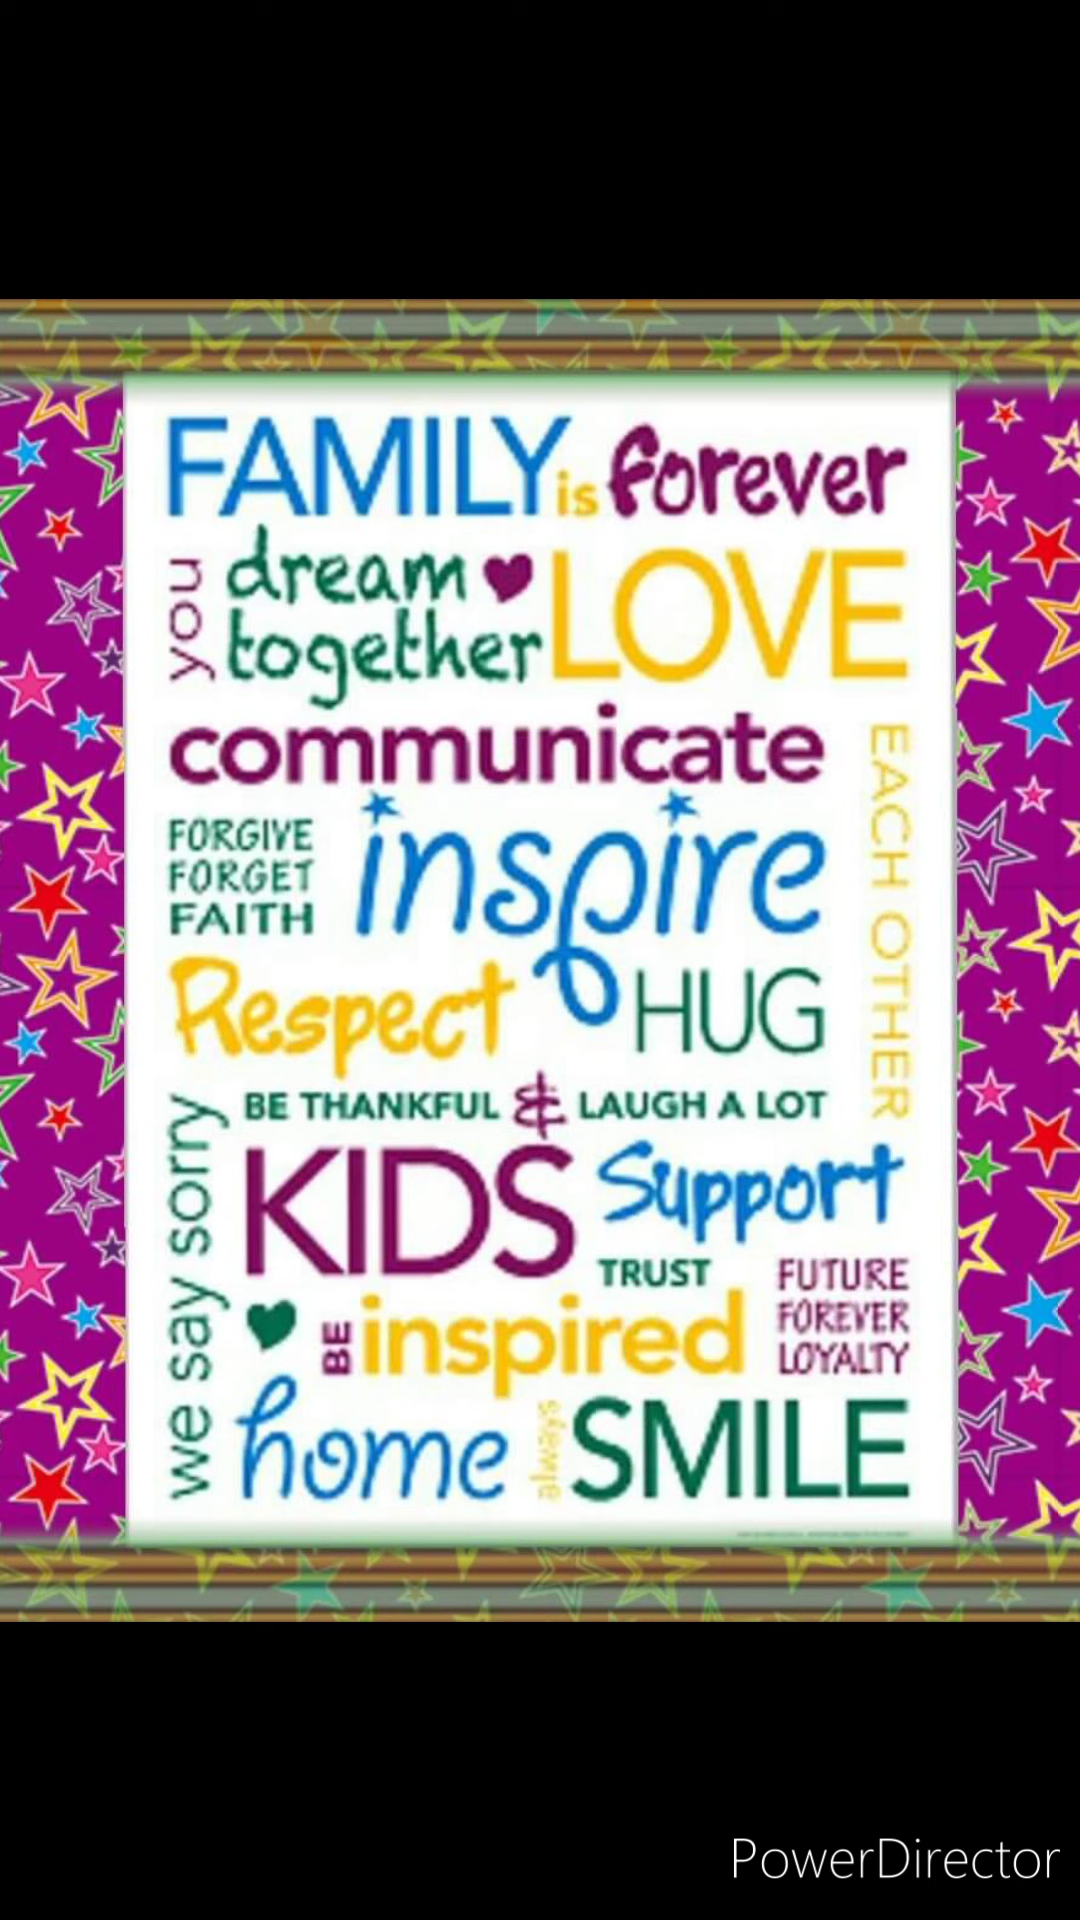 FAMILY is forever
you
dream
together
LOVE
communicate
EACH OTHER
FORGIVE
FORGET
FAITH
inspire
Respect
HUG
BE THANKFUL & LAUGH A LOT
we say sorry
KIDS
Support
TRUST
FUTURE
FOREVER
LOYALTY
BE inspired
home
always SMILE
PowerDirector